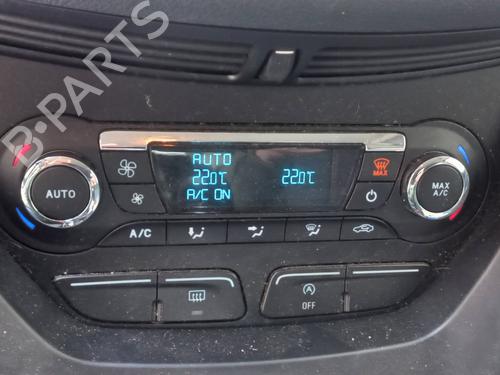 B-PARTS
AUTO
22.0°C 22.0°C
A/C ON
MAX
AUTO
MAX
A/C
A/C
OFF